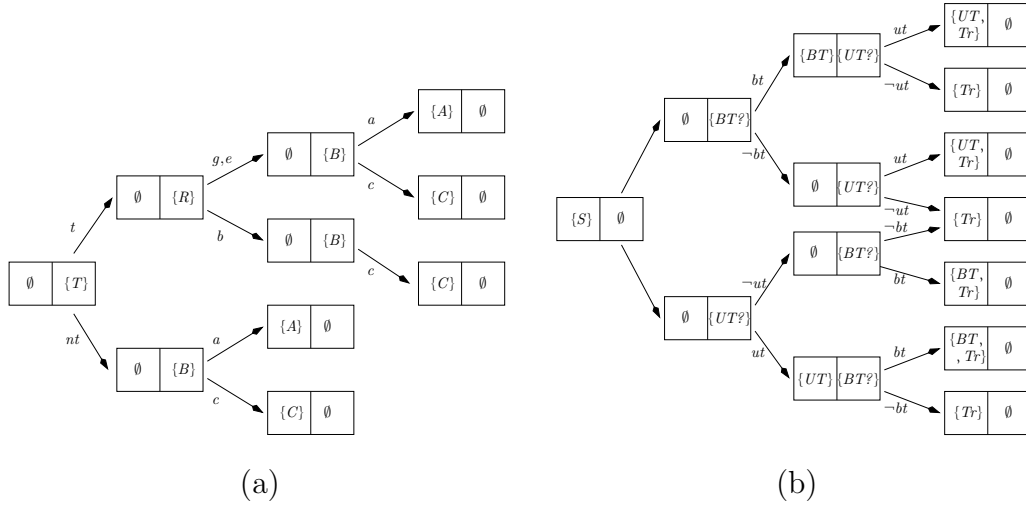 ∅ {T}
t
nt
∅ {R}
g,e
b
∅ {B}
a
c
{A} ∅
{C} ∅
∅ {B}
c
{C} ∅
∅ {B}
a
c
{A} ∅
{C} ∅
(a)
{S} ∅
∅ {BT?}
bt
¬bt
{BT} {UT?}
ut
¬ut
{UT, ∅
Tr}
{Tr} ∅
∅ {UT?}
ut
¬ut
{UT, ∅
Tr}
{Tr} ∅
∅ {UT?}
¬ut
ut
∅ {BT?}
¬bt
bt
{BT, ∅
Tr}
{UT} {BT?}
bt
¬bt
{BT, ∅
, Tr}
{Tr} ∅
(b)